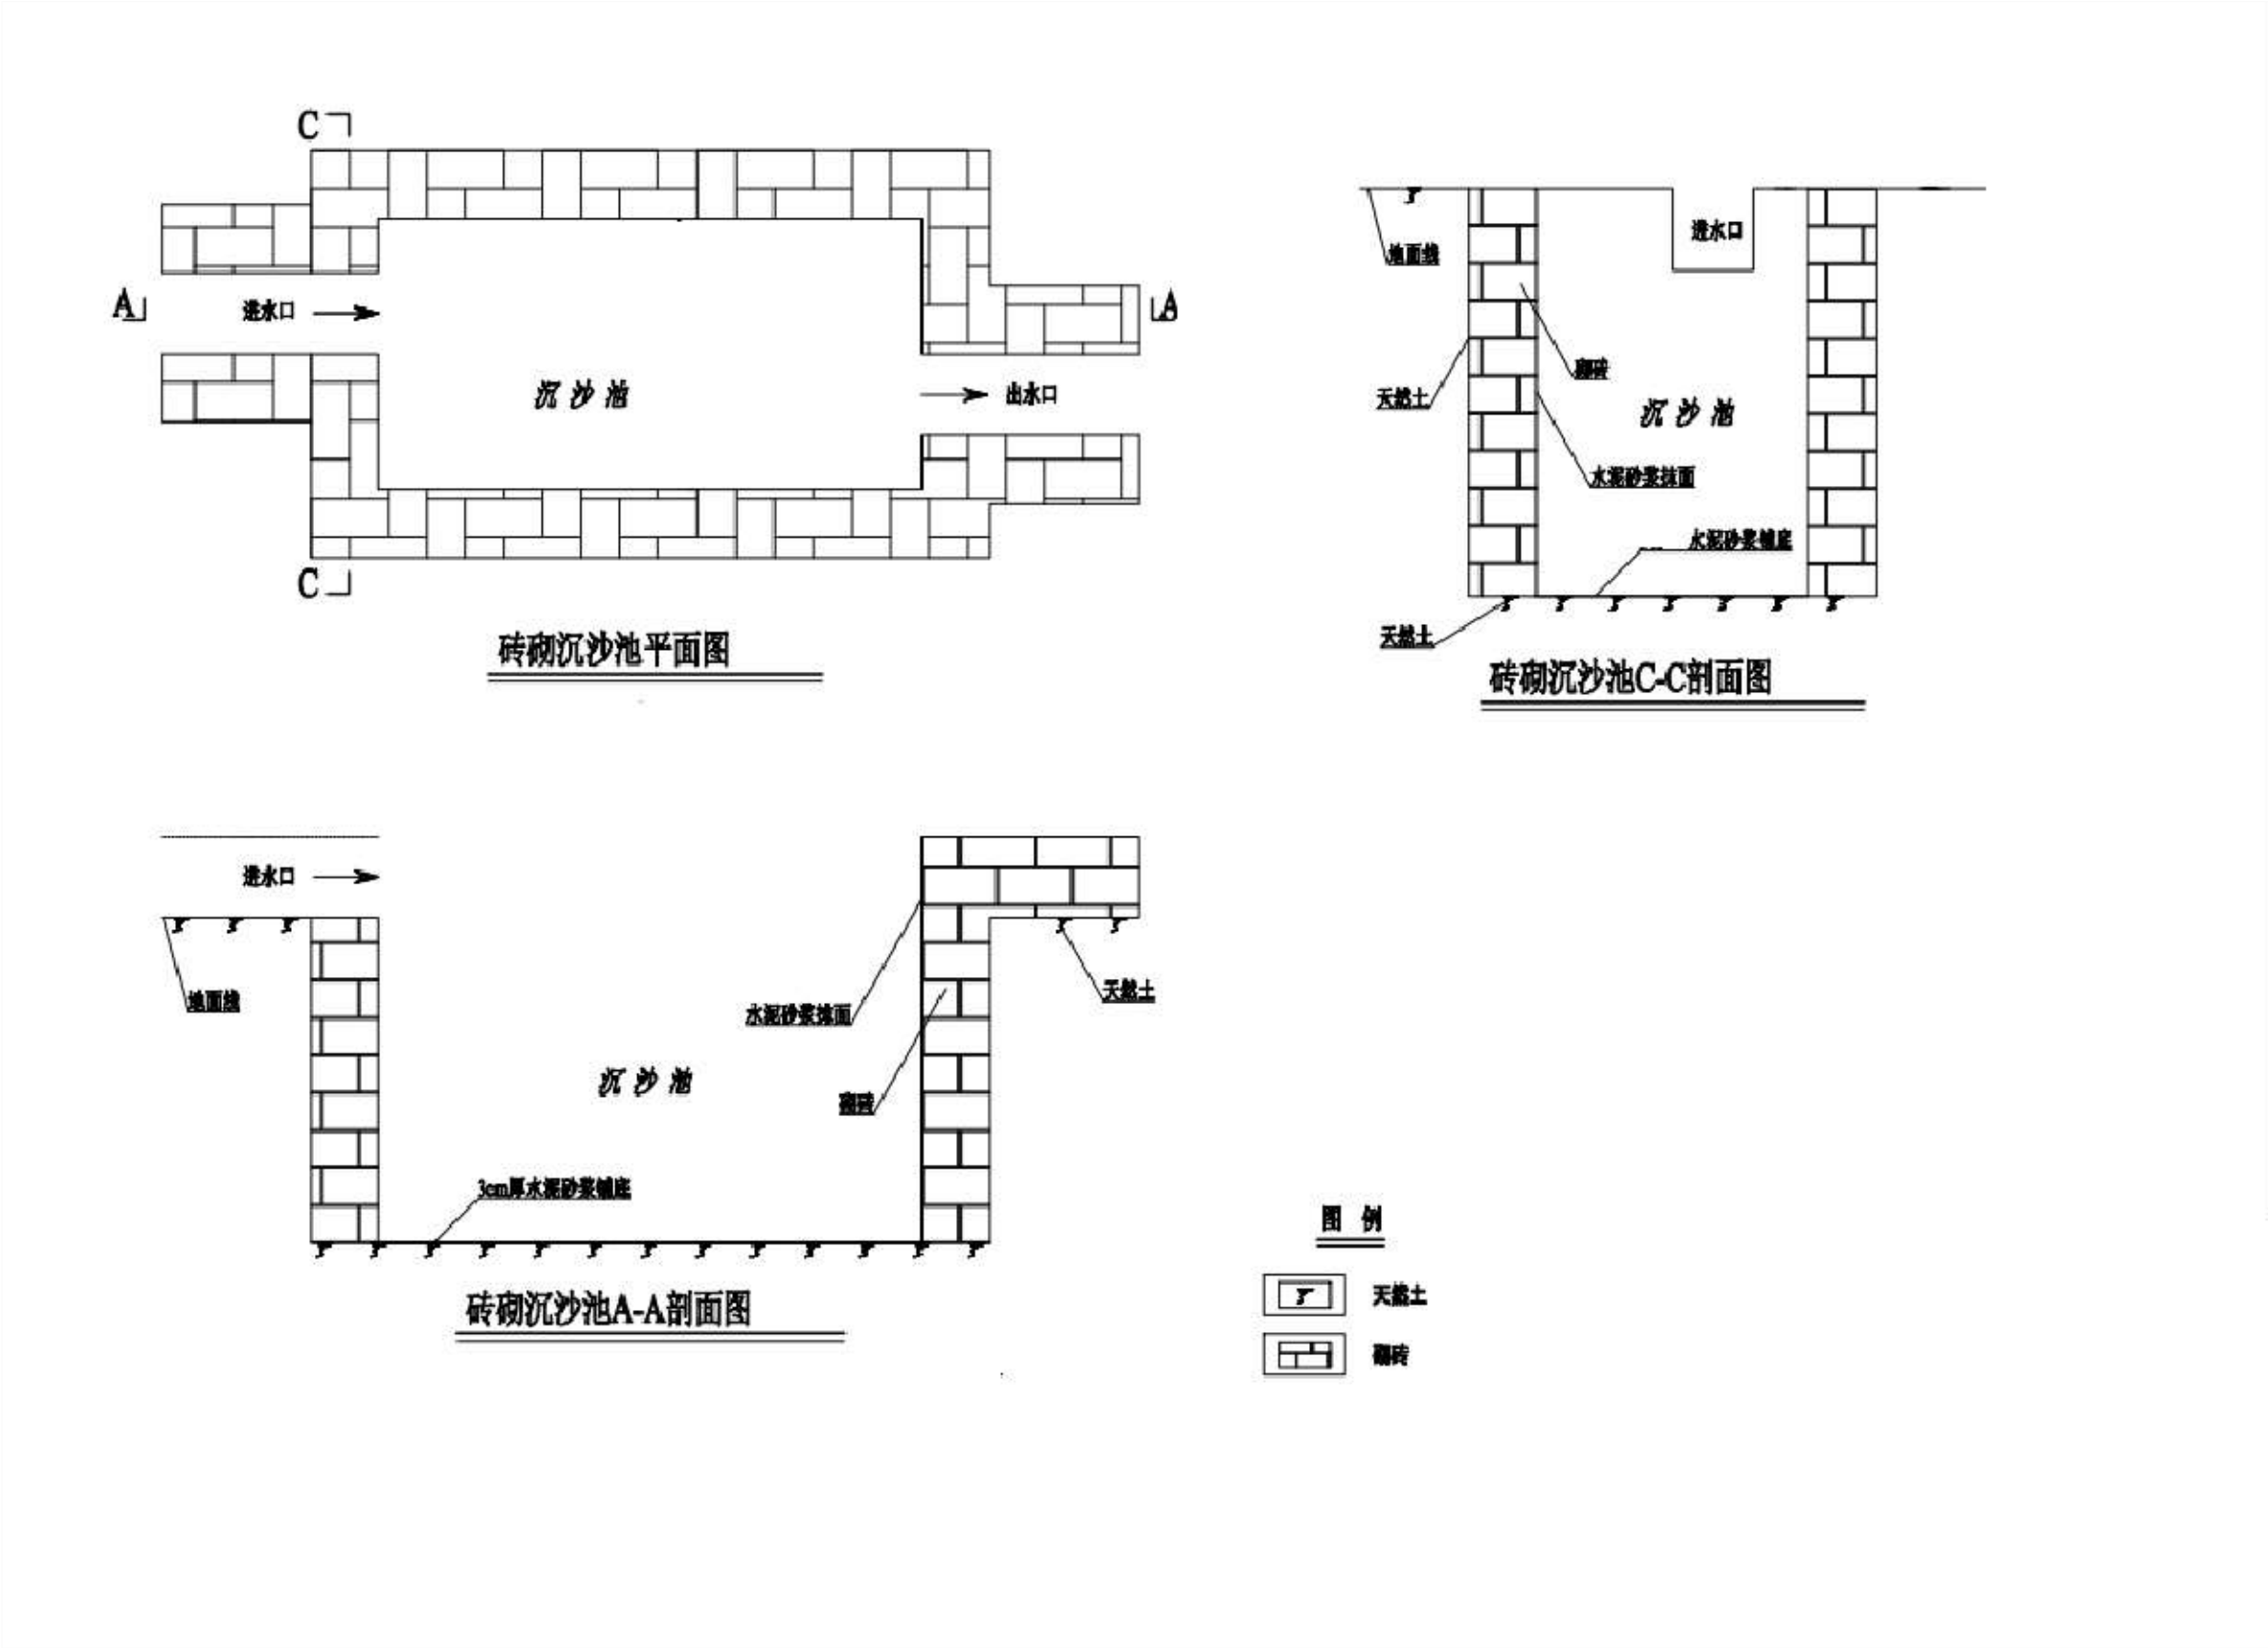 C
A
进水口
沉沙池
出水口
A
C
砖砌沉沙池平面图
进水口
地面线
砌砖
天然土
沉沙池
水泥砂浆抹面
水泥砂浆铺底
天然土
砖砌沉沙池C-C剖面图
进水口
地面线
水泥砂浆抹面
天然土
沉沙池
砌砖
3cm厚水泥砂浆铺底
砖砌沉沙池A-A剖面图
图 例
天然土
砌砖